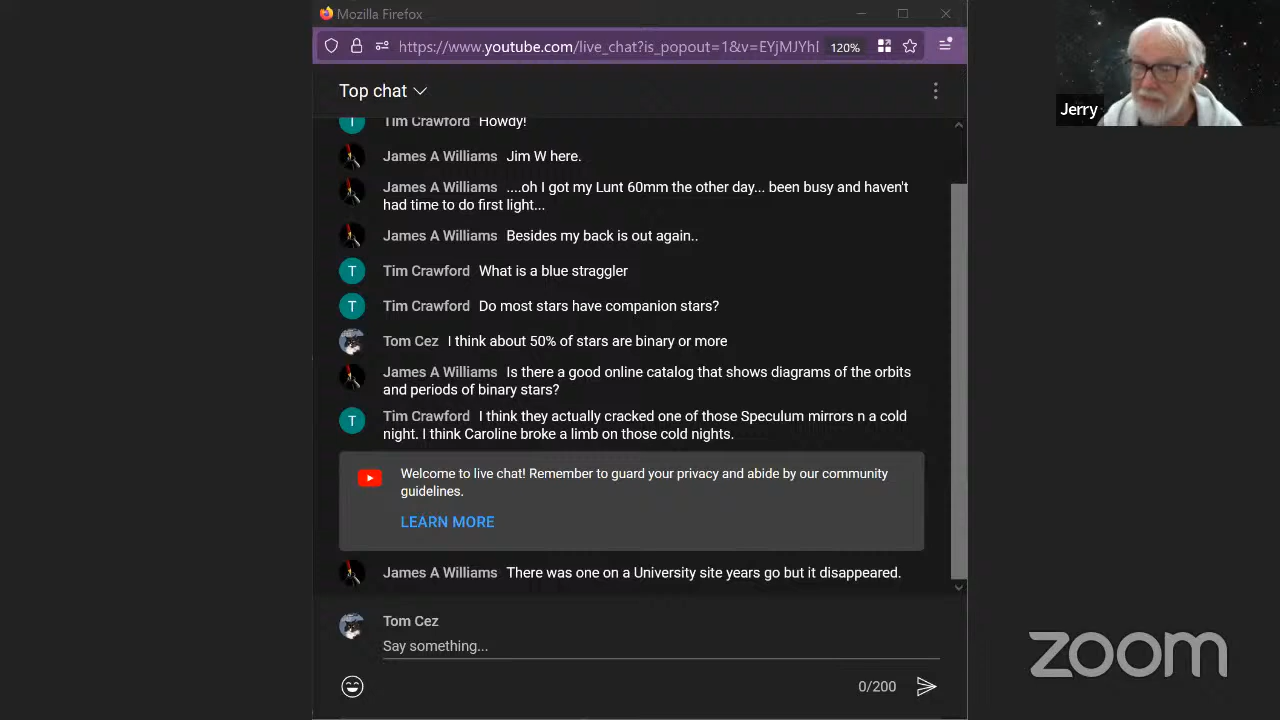 Mozilla Firefox
https://www.youtube.com/live_chat?is_popout=1&v=EYjMJYhI
120%
Top chat
T Tim Crawford Howdy!
James A Williams Jim W here.
James A Williams ....oh I got my Lunt 60mm the other day... been busy and haven't
had time to do first light...
James A Williams Besides my back is out again..
T Tim Crawford What is a blue straggler
T Tim Crawford Do most stars have companion stars?
Tom Cez I think about 50% of stars are binary or more
James A Williams Is there a good online catalog that shows diagrams of the orbits
and periods of binary stars?
T Tim Crawford I think they actually cracked one of those Speculum mirrors n a cold
night. I think Caroline broke a limb on those cold nights.
Welcome to live chat! Remember to guard your privacy and abide by our community
guidelines.
LEARN MORE
James A Williams There was one on a University site years go but it disappeared.
Tom Cez
Say something...
0/200
Jerry
zoom